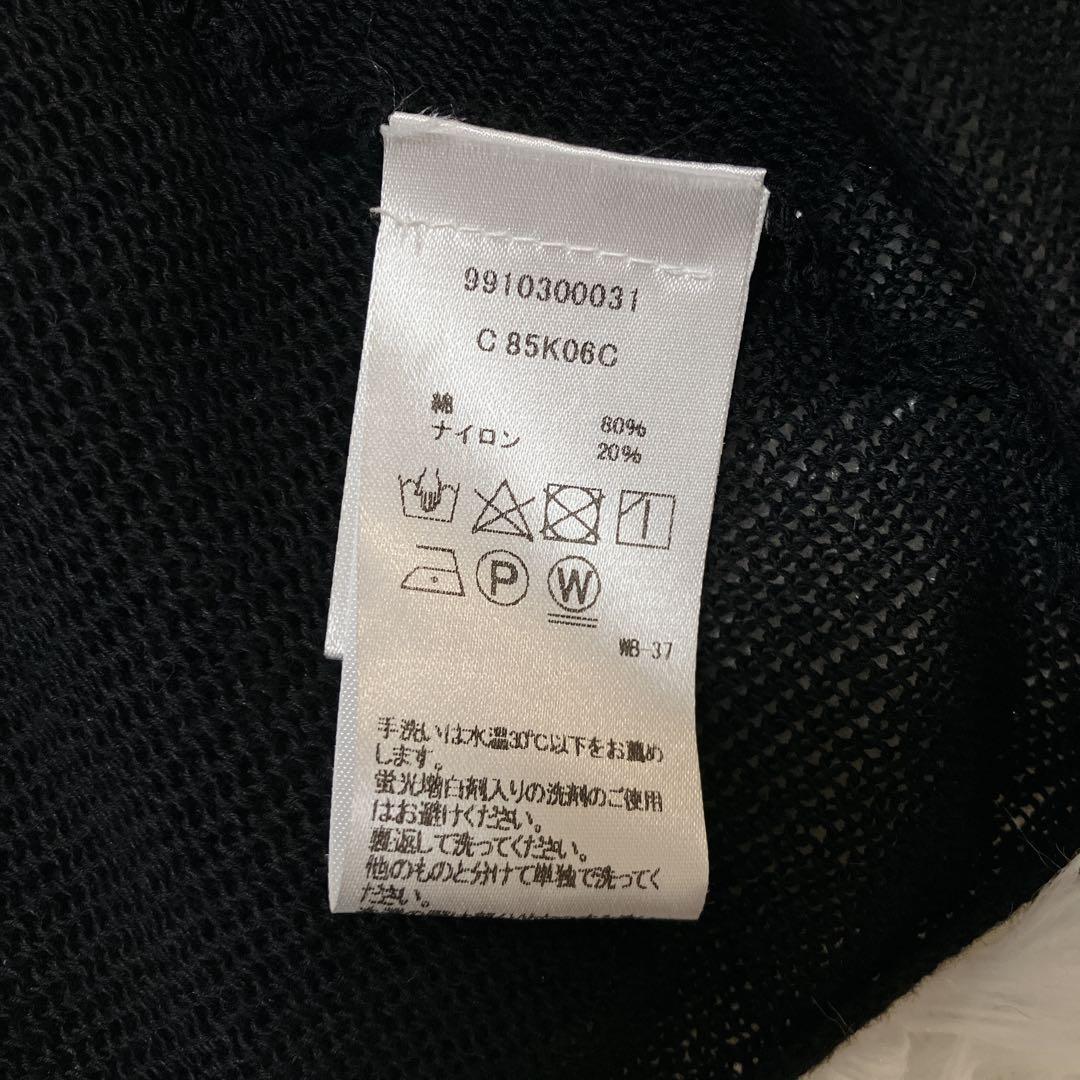 9910300031
C 85K06C
綿 80%
ナイロン 20%
P W
WB-37
手洗いは水温30℃以下をお薦め
します。
蛍光増白剤入りの洗剤のご使用
はお避けください。
裏返して洗ってください。
他のものと分けて単独で洗ってく
ださい。